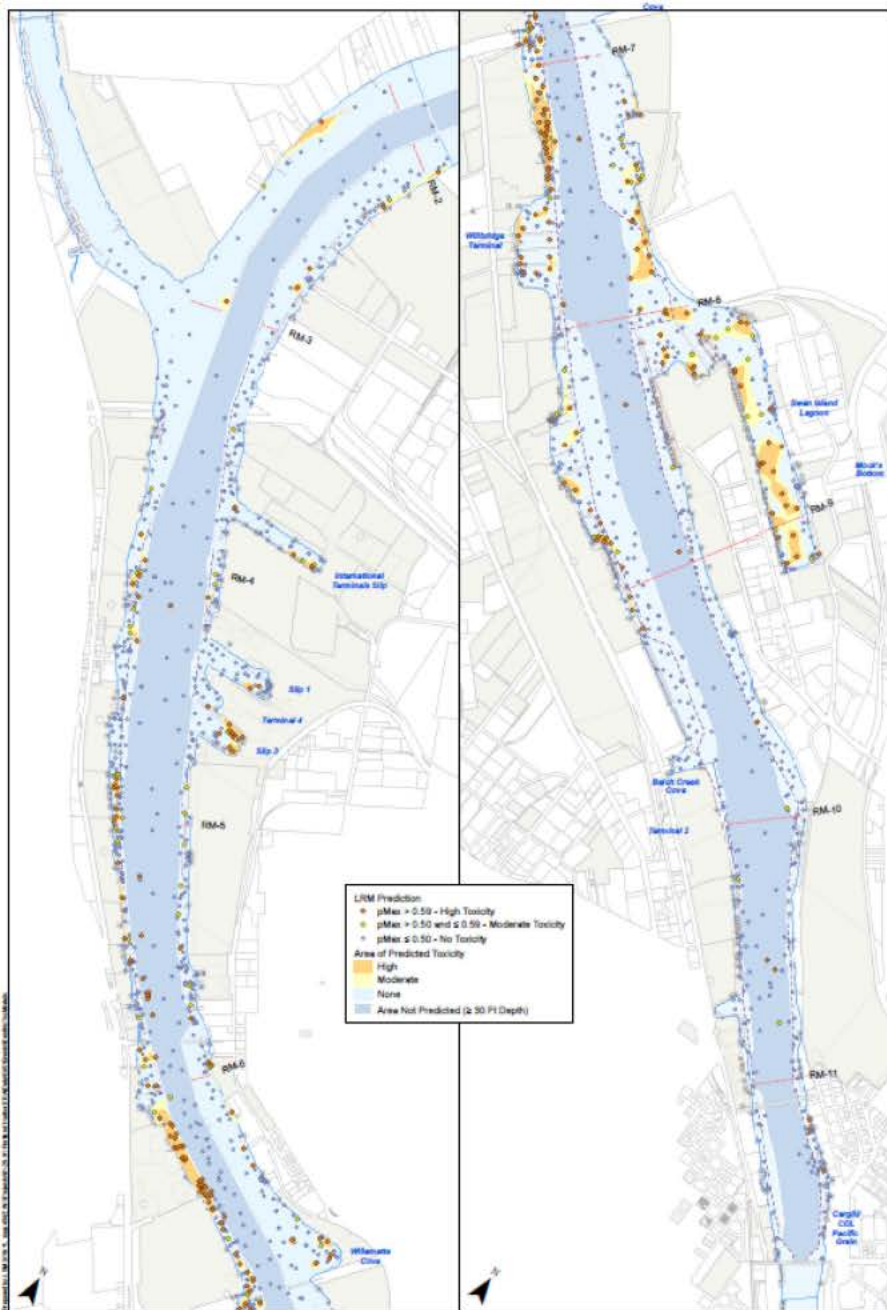 Cove
RM-7
RM-2
Willbridge
Terminal
RM-8
RM-3
Swan Island
Lagoon
Mock's
Bottom
RM-9
International
Terminals Slip
RM-4
Slip 1
Terminal 4
Slip 3
Balch Creek
Cove
RM-10
RM-5
Terminal 2
LRM Prediction
pMax > 0.59 - High Toxicity
pMax > 0.50 and ≤ 0.59 - Moderate Toxicity
pMax ≤ 0.50 - No Toxicity
Area of Predicted Toxicity
High
Moderate
None
Area Not Predicted (≥ 30 Ft Depth)
RM-6
RM-11
Cargill
CGL
Pacific
Grain
Willamette
Cove
N
N